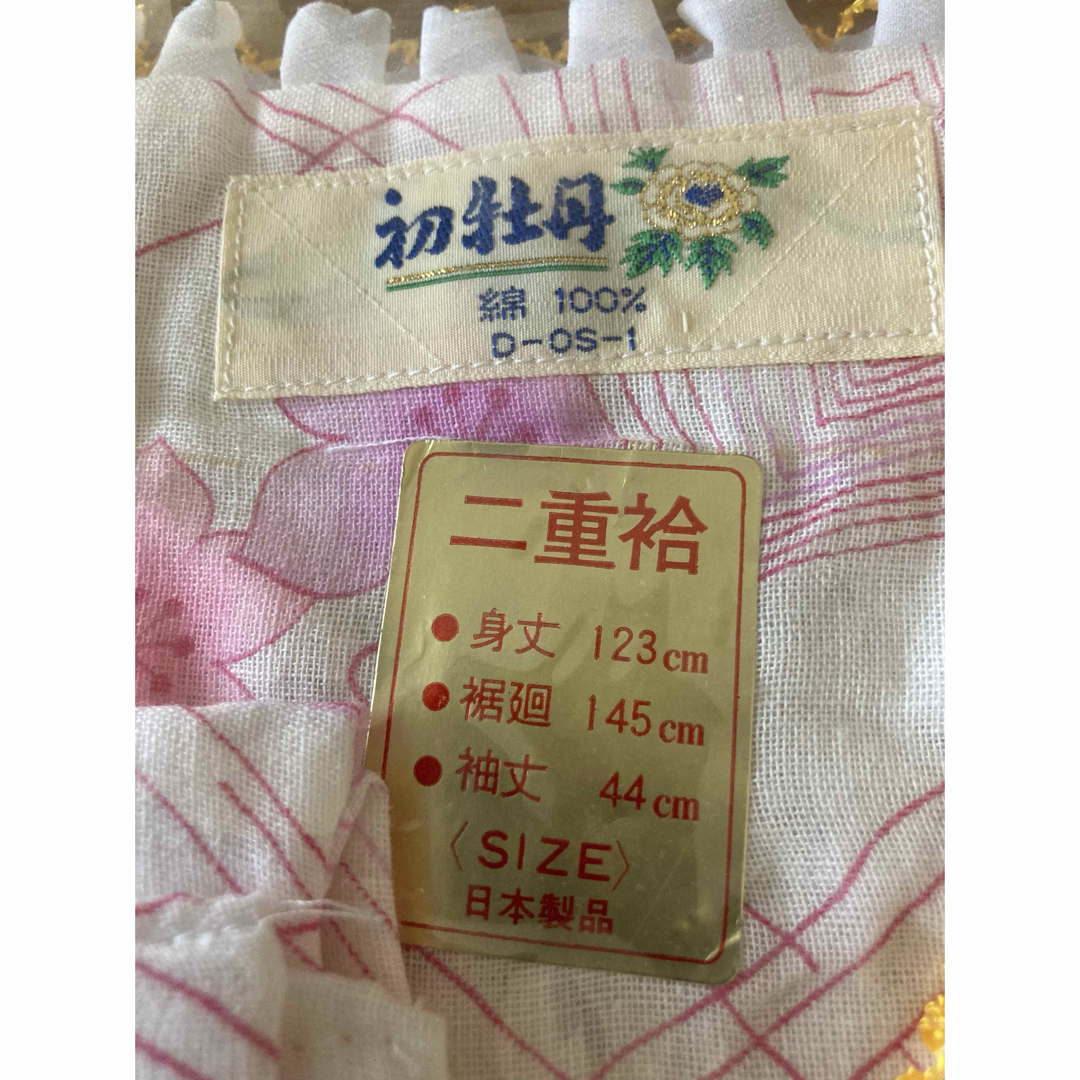 初牡丹
綿 100%
D-OS-1
二重袷
●身丈 123cm
●裾廻 145cm
●袖丈 44cm
〈SIZE〉
日本製品